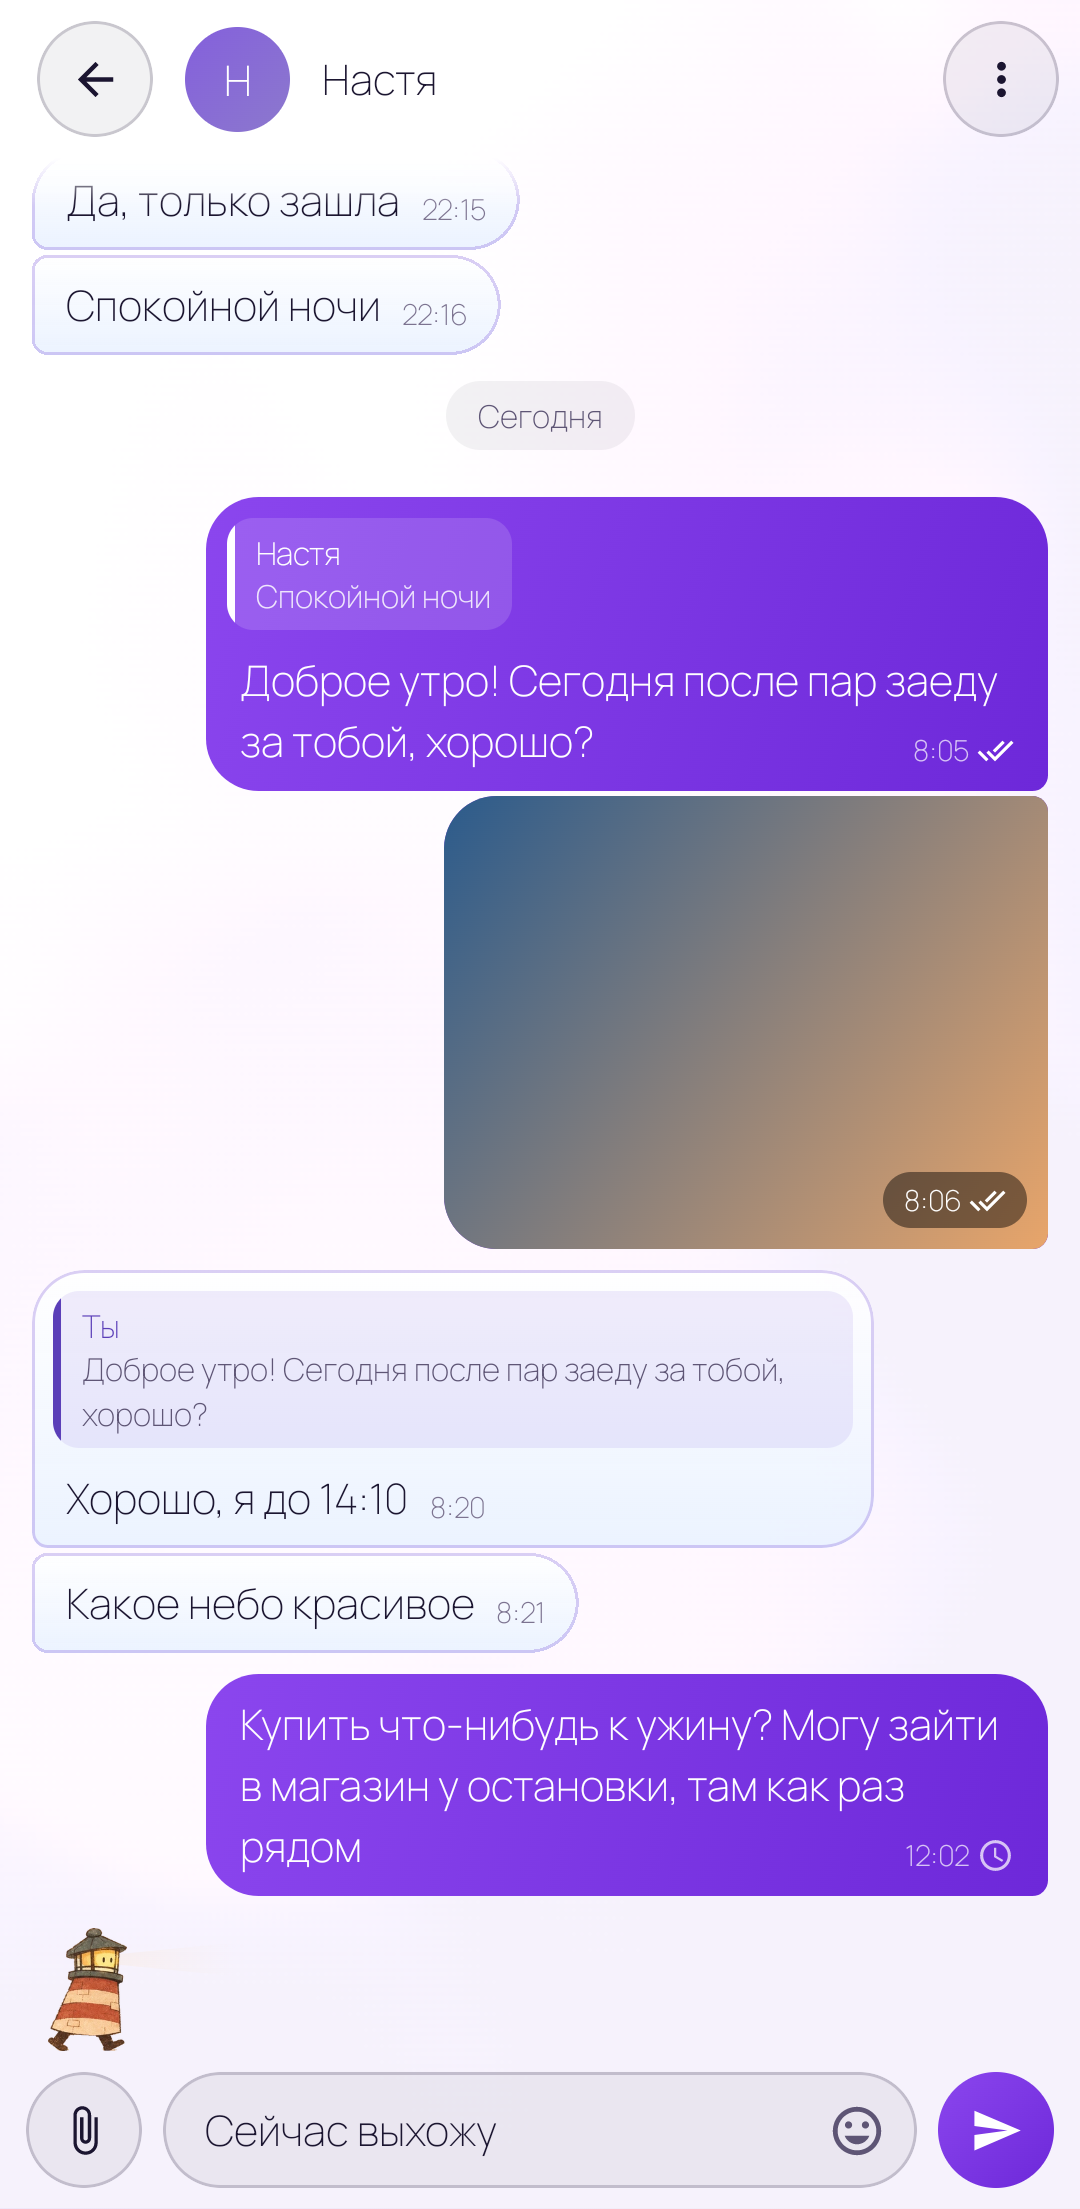 Н Настя
Да, только зашла 22:15
Спокойной ночи 22:16
Сегодня
Настя
Спокойной ночи
Доброе утро! Сегодня после пар заеду
за тобой, хорошо? 8:05
8:06
Ты
Доброе утро! Сегодня после пар заеду за тобой,
хорошо?
Хорошо, я до 14:10 8:20
Какое небо красивое 8:21
Купить что-нибудь к ужину? Могу зайти
в магазин у остановки, там как раз
рядом 12:02
Сейчас выхожу